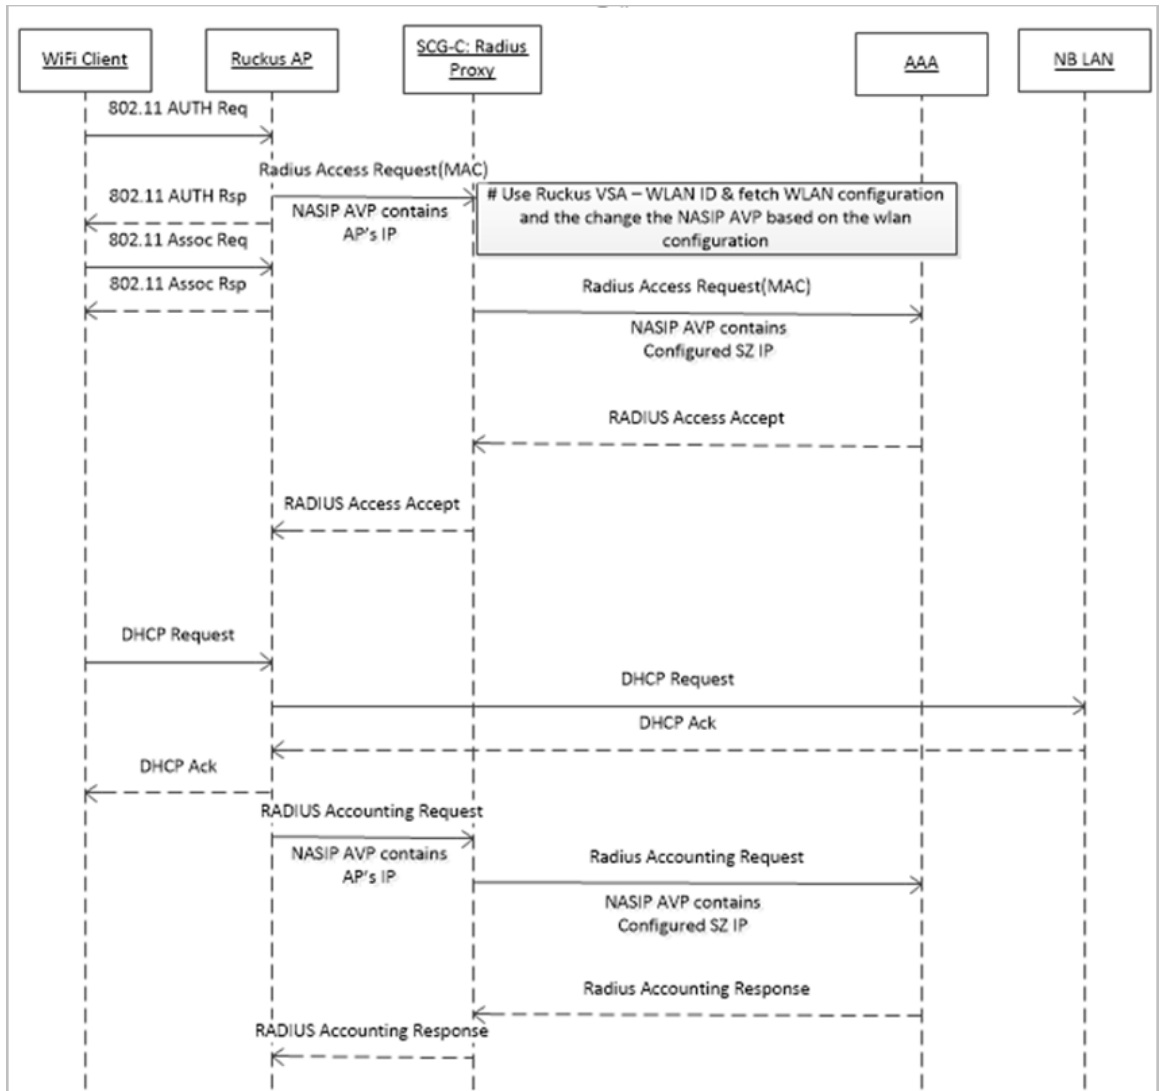 WiFi Client
Ruckus AP
SCG-C: Radius
Proxy
AAA
NB LAN
802.11 AUTH Req
Radius Access Request(MAC)
802.11 AUTH Rsp
NASIP AVP contains
AP's IP
# Use Ruckus VSA – WLAN ID & fetch WLAN configuration
and the change the NASIP AVP based on the wlan
configuration
802.11 Assoc Req
802.11 Assoc Rsp
Radius Access Request(MAC)
NASIP AVP contains
Configured SZ IP
RADIUS Access Accept
RADIUS Access Accept
DHCP Request
DHCP Request
DHCP Ack
DHCP Ack
RADIUS Accounting Request
NASIP AVP contains
AP's IP
Radius Accounting Request
NASIP AVP contains
Configured SZ IP
Radius Accounting Response
RADIUS Accounting Response